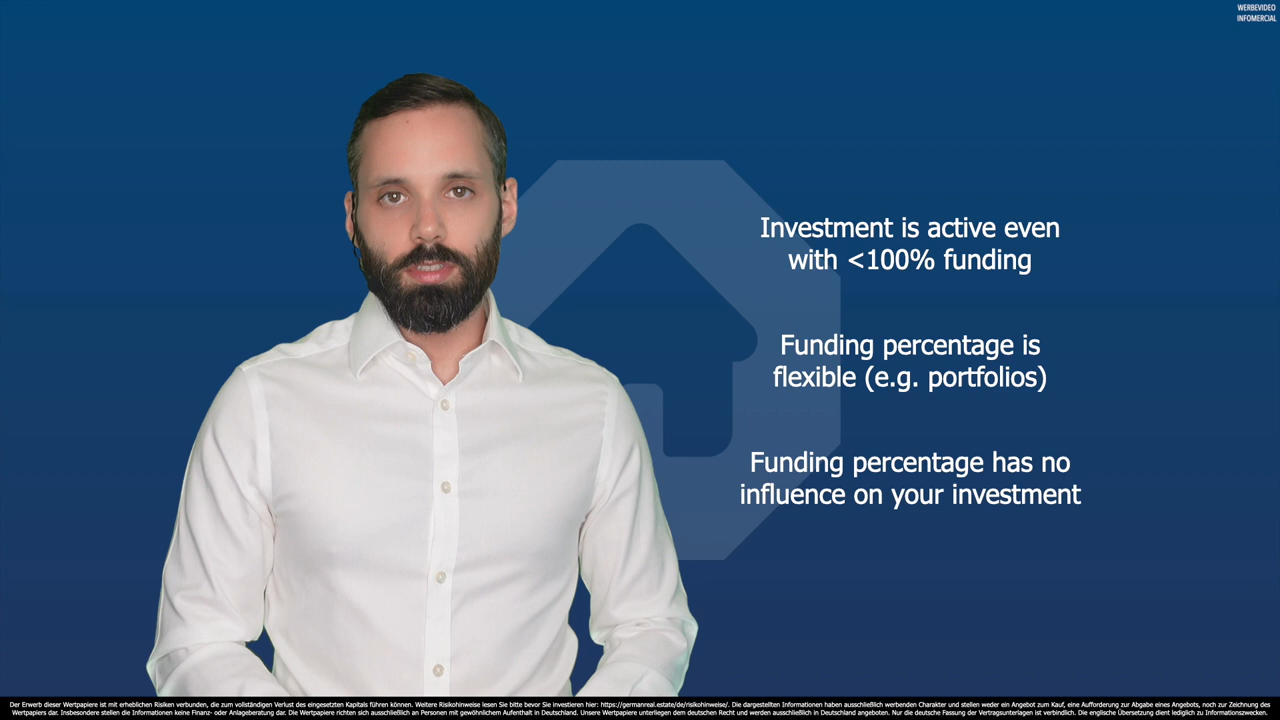 WERBEVIDEO
INFOMERCIAL
Investment is active even
with <100% funding
Funding percentage is
flexible (e.g. portfolios)
Funding percentage has no
influence on your investment
Der Erwerb dieser Wertpapiere ist mit erheblichen Risiken verbunden, die zum vollständigen Verlust des eingesetzten Kapitals führen können. Weitere Risikohinweise lesen Sie bitte bevor Sie investieren hier: https://germanreal.estate/de/risikohinweise/. Die dargestellten Informationen haben ausschließlich werbenden Charakter und stellen weder ein Angebot zum Kauf, eine Aufforderung zur Abgabe eines Angebots, noch zur Zeichnung des
Wertpapiers dar. Insbesondere stellen die Informationen keine Finanz- oder Anlageberatung dar. Die Wertpapiere richten sich ausschließlich an Personen mit gewöhnlichem Aufenthalt in Deutschland. Unsere Wertpapiere unterliegen dem deutschen Recht und werden ausschließlich in Deutschland angeboten. Nur die deutsche Fassung der Vertragsunterlagen ist verbindlich. Die englische Übersetzung dient lediglich zu Informationszwecken.